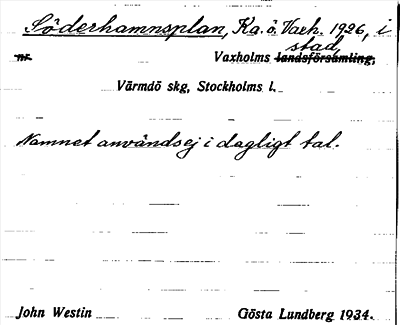 Söderhamnsplan, Ka. ö. Vaxh. 1926, i
stad,
nr. Vaxholms landsförsamling,
Värmdö skg, Stockholms l.
Namnet användsej i dagligt tal.
John Westin Gösta Lundberg 1934.